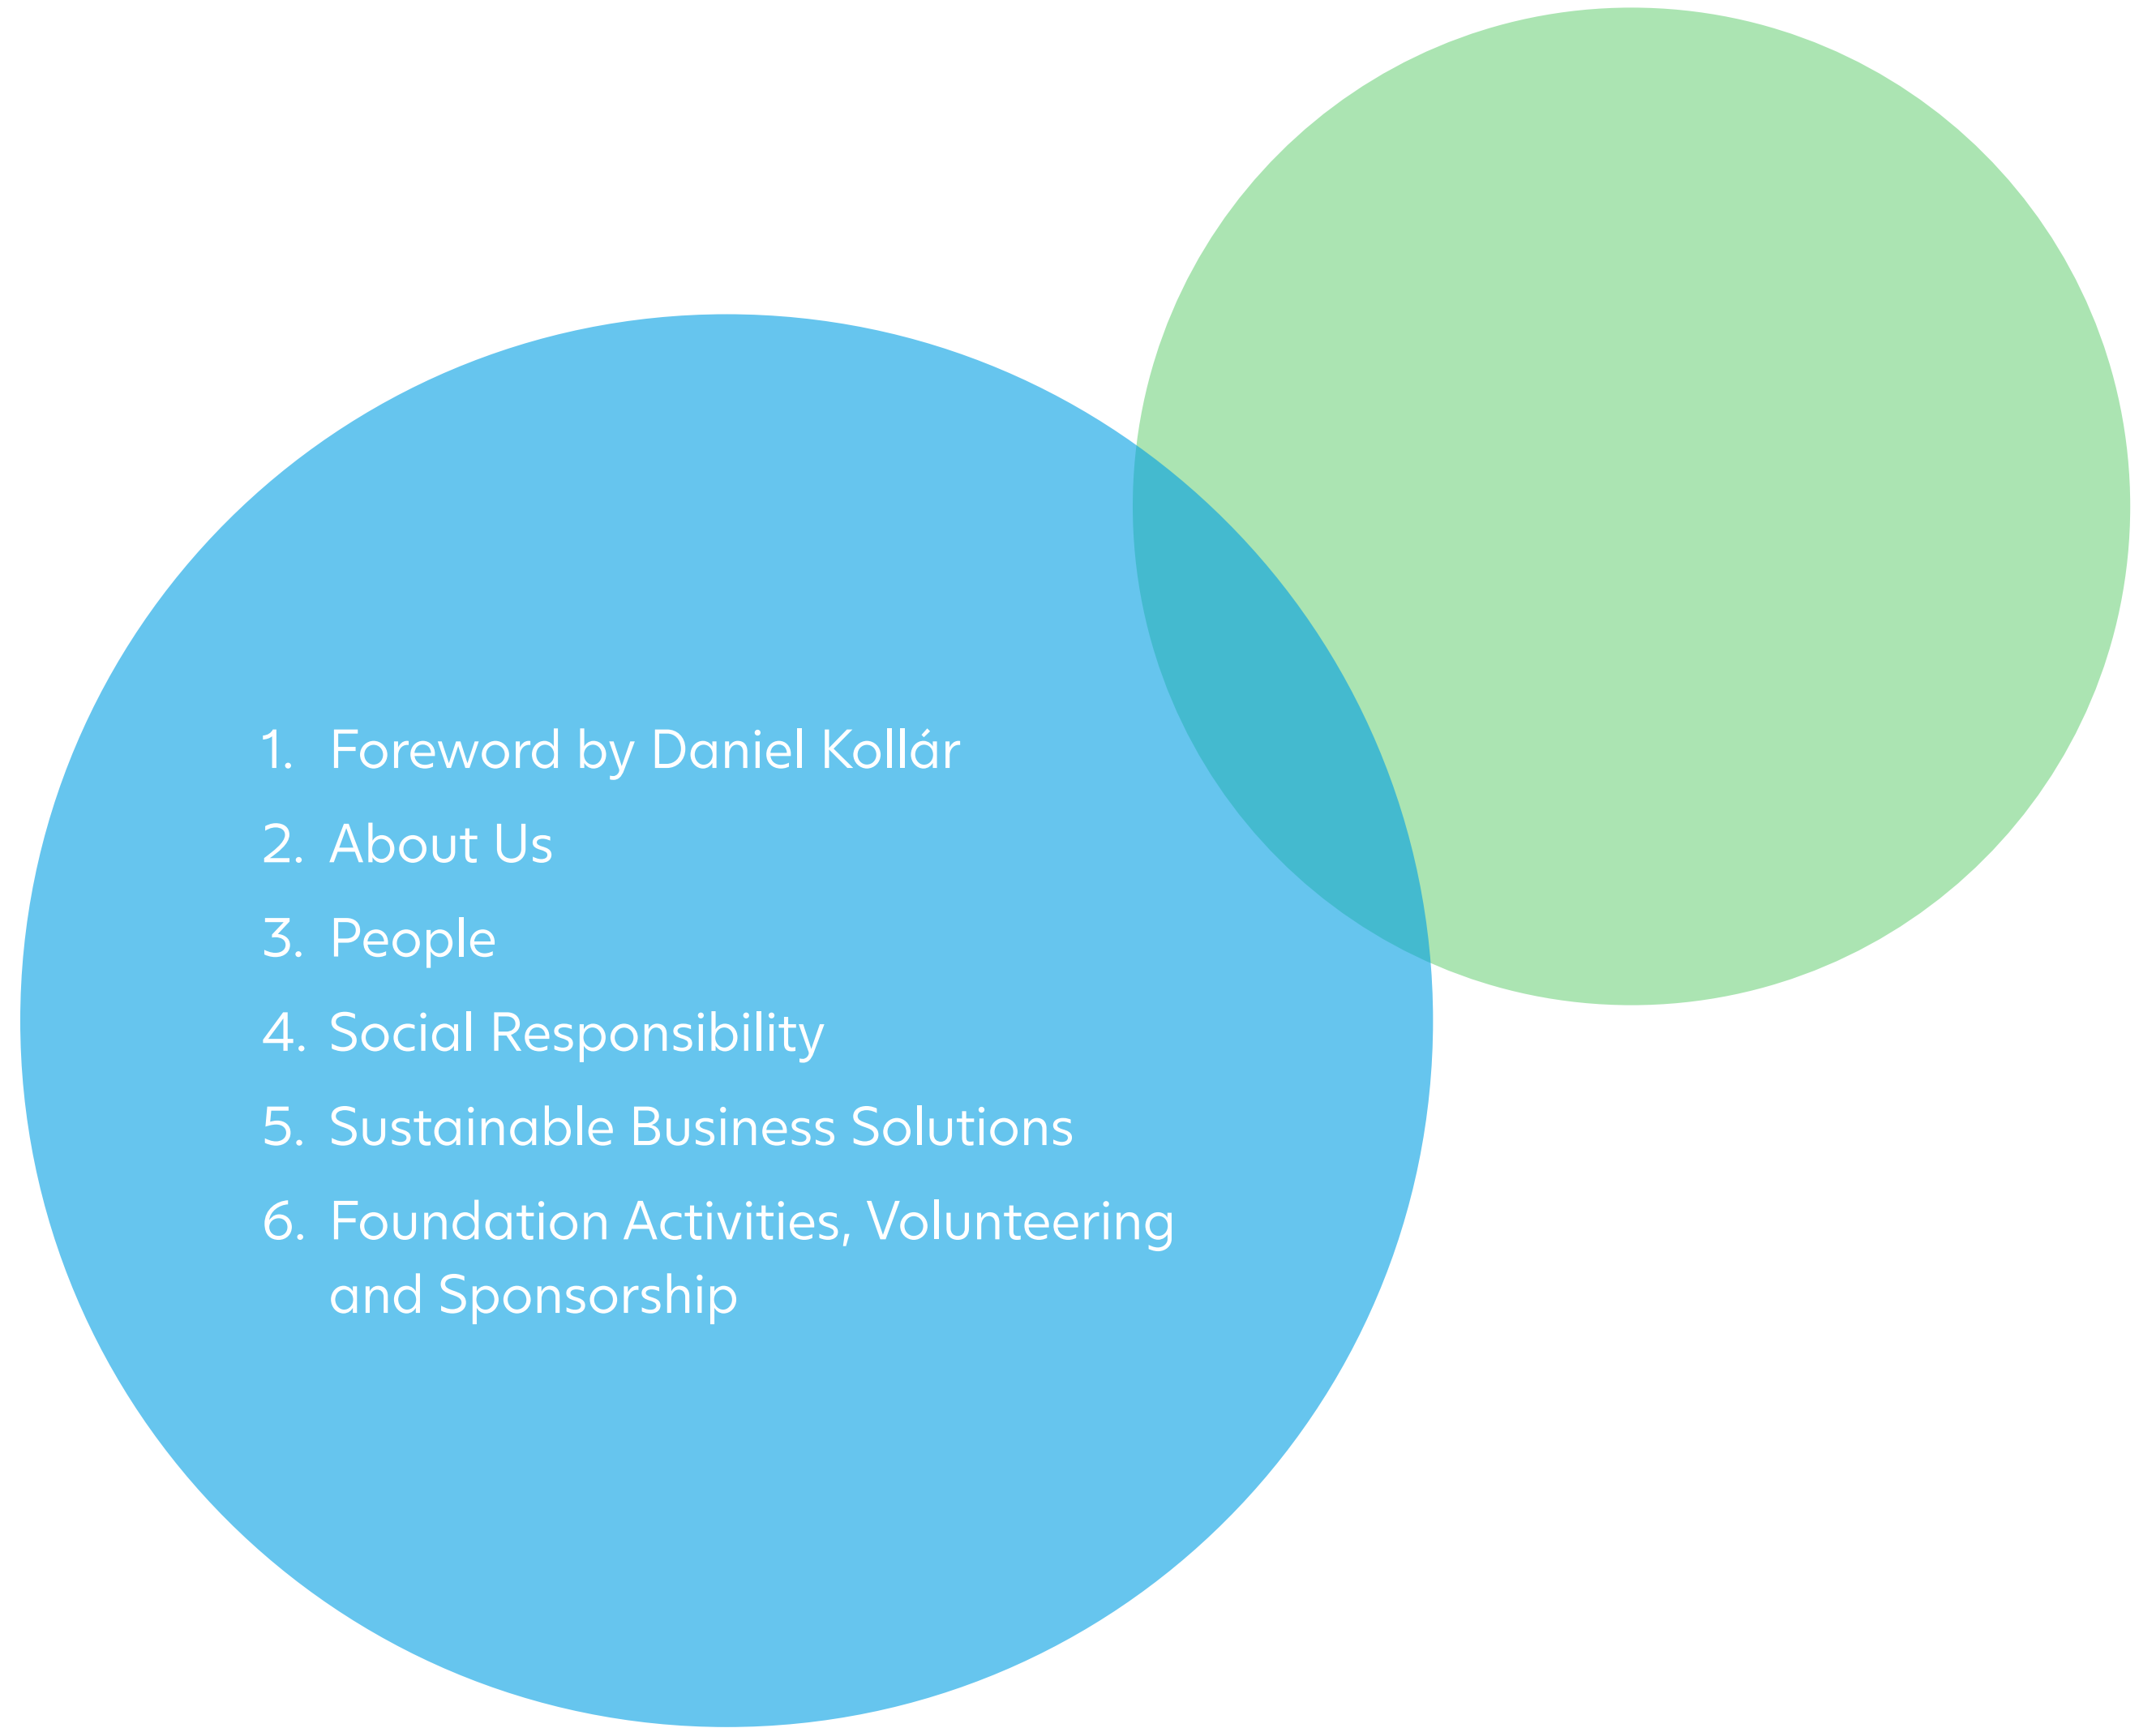 1. Foreword by Daniel Kollár
2. About Us
3. People
4. Social Responsibility
5. Sustainable Business Solutions
6. Foundation Activities, Volunteering
and Sponsorship